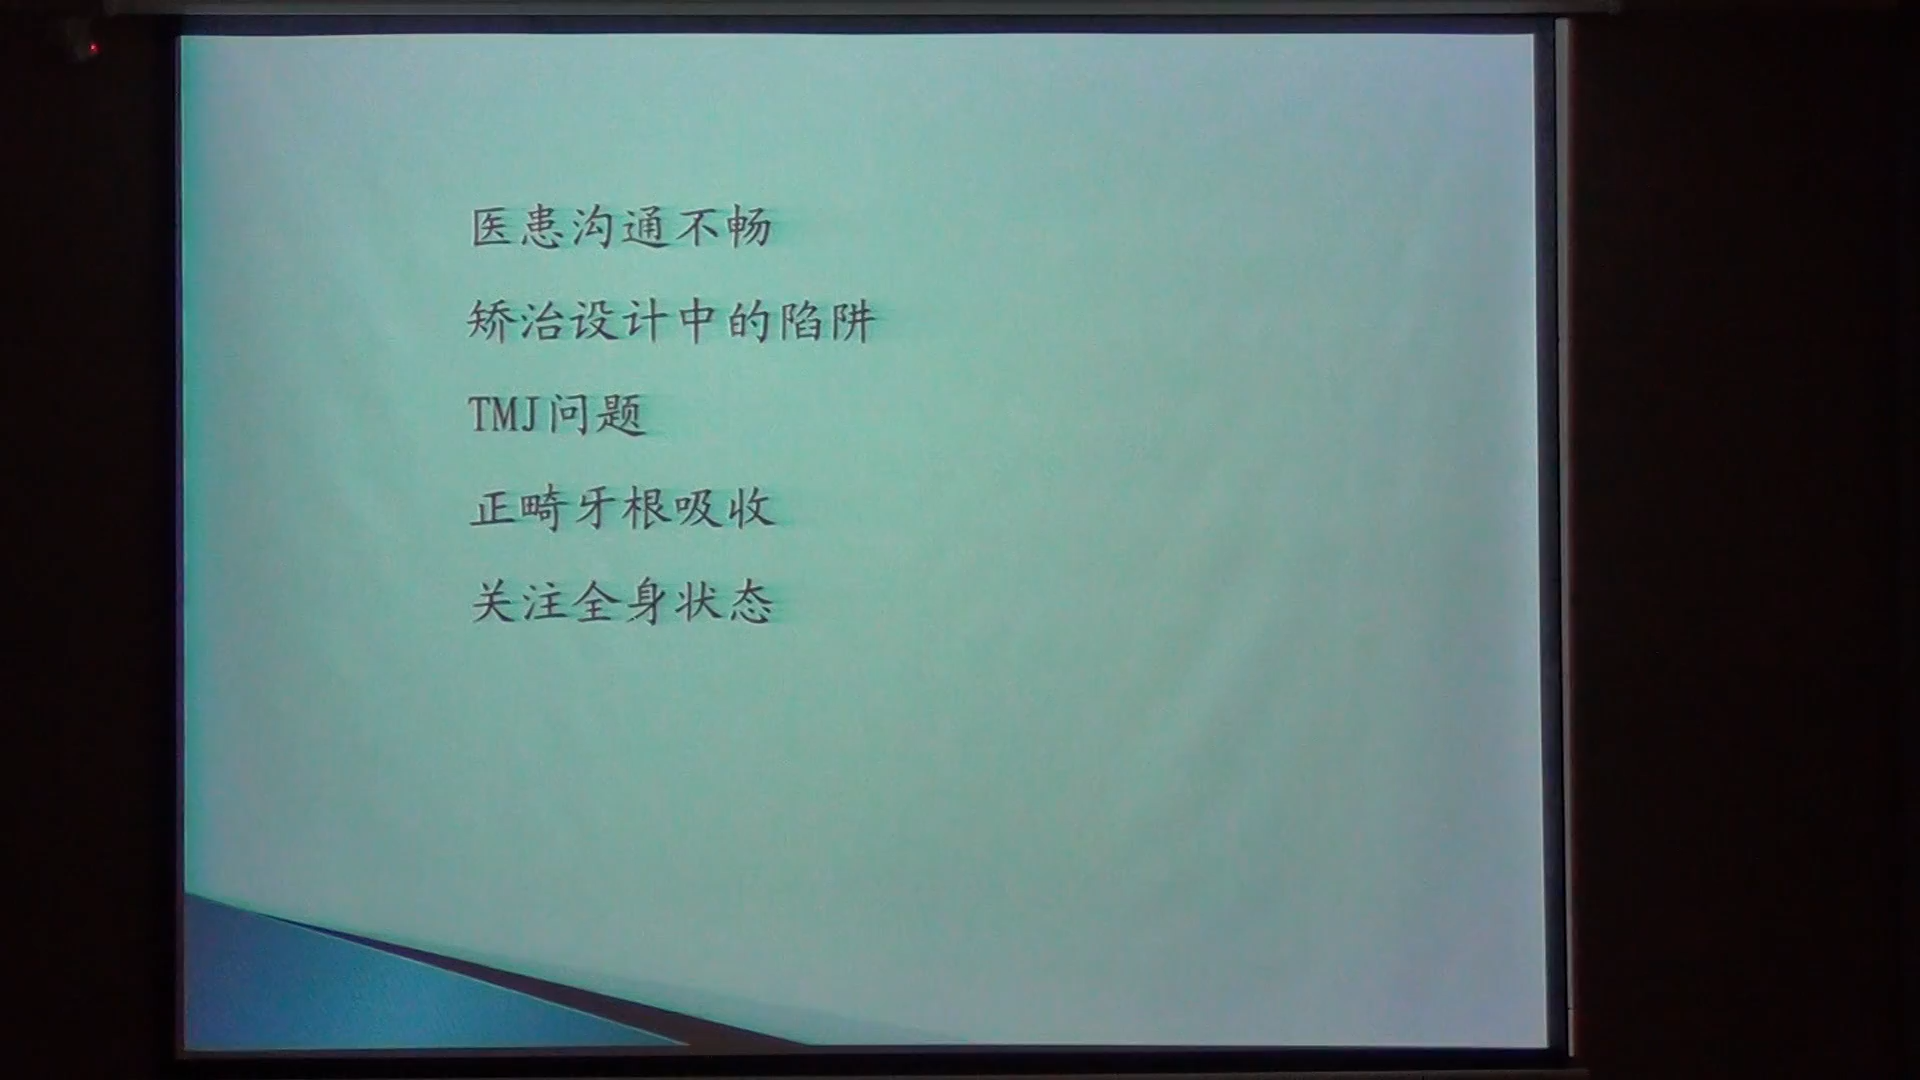 医患沟通不畅
矫治设计中的陷阱
TMJ问题
正畸牙根吸收
关注全身状态